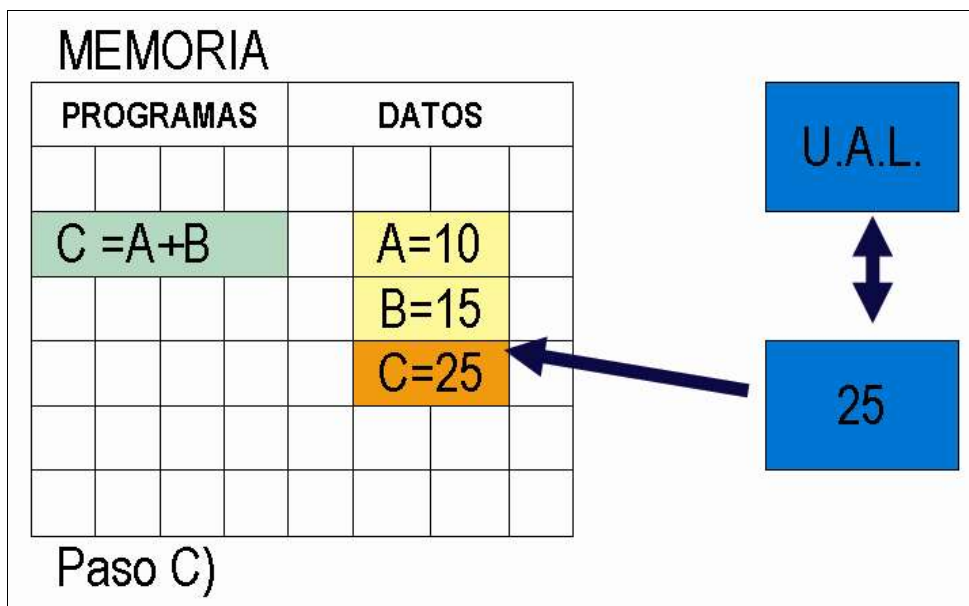 MEMORIA
PROGRAMAS DATOS
U.A.L.
C =A+B A=10
B=15
C=25
25
Paso C)